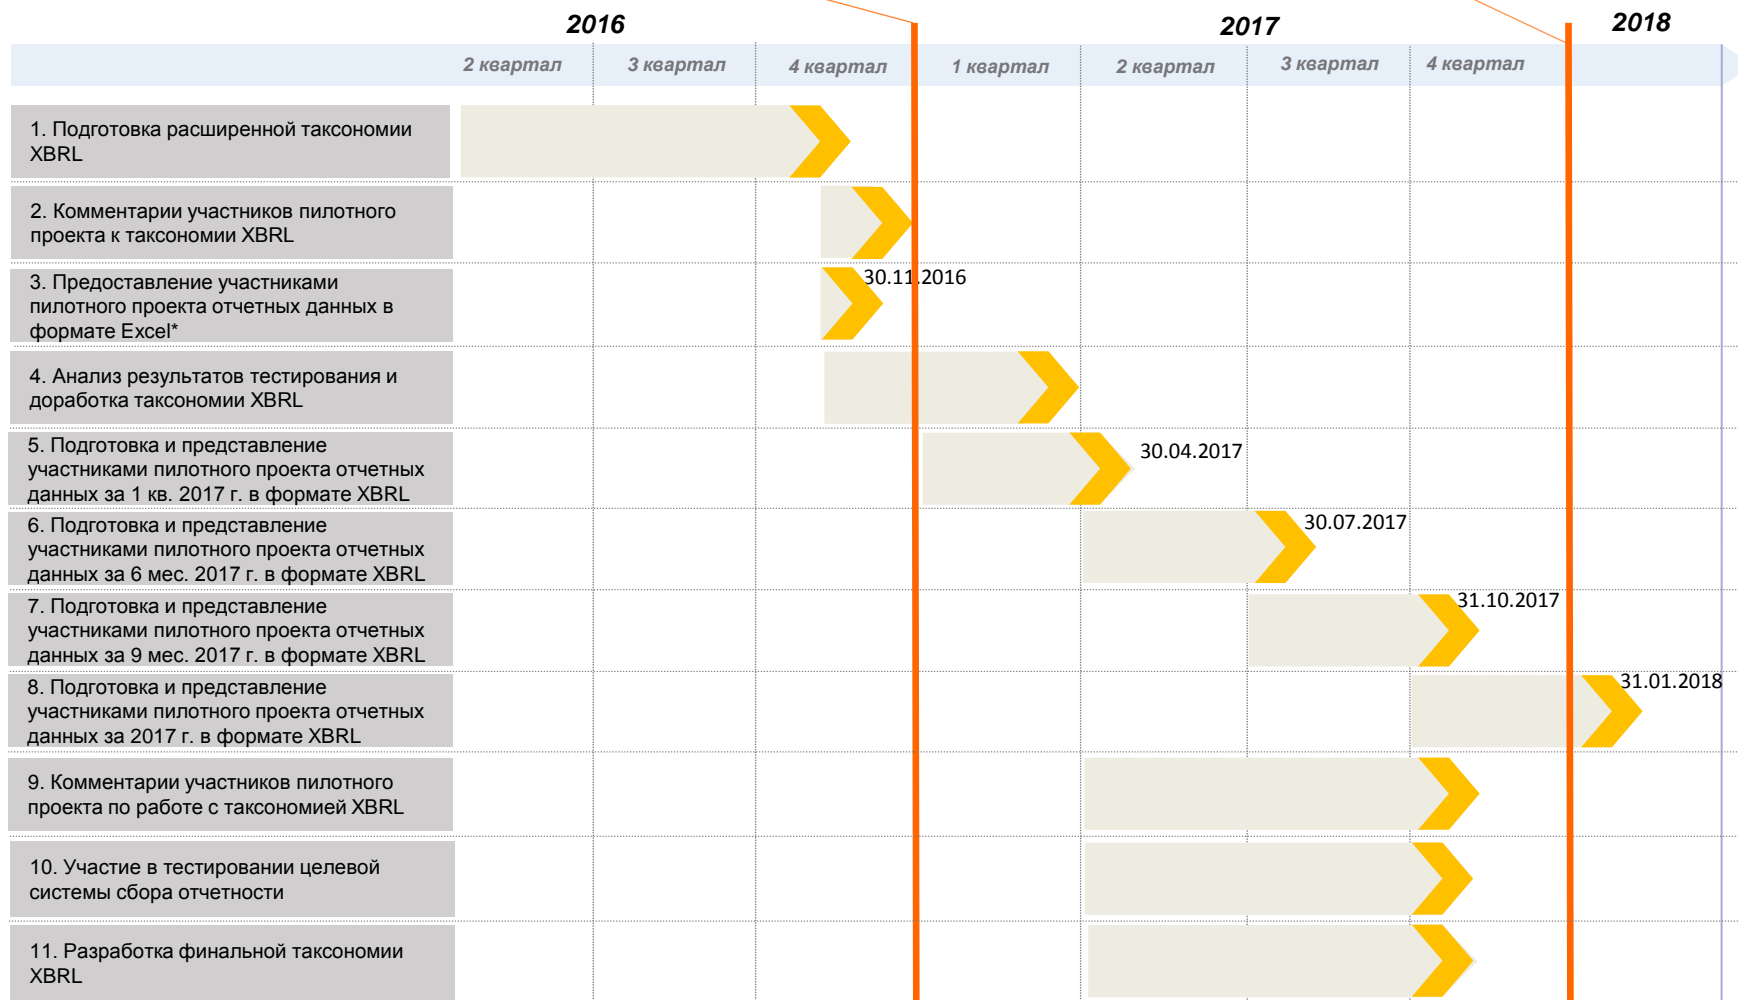 2016
2017
2018
2 квартал
3 квартал
4 квартал
1 квартал
2 квартал
3 квартал
4 квартал
1. Подготовка расширенной таксономии
XBRL
2. Комментарии участников пилотного
проекта к таксономии XBRL
3. Предоставление участниками
пилотного проекта отчетных данных в
формате Excel*
30.11.2016
4. Анализ результатов тестирования и
доработка таксономии XBRL
5. Подготовка и представление
участниками пилотного проекта отчетных
данных за 1 кв. 2017 г. в формате XBRL
30.04.2017
6. Подготовка и представление
участниками пилотного проекта отчетных
данных за 6 мес. 2017 г. в формате XBRL
30.07.2017
7. Подготовка и представление
участниками пилотного проекта отчетных
данных за 9 мес. 2017 г. в формате XBRL
31.10.2017
8. Подготовка и представление
участниками пилотного проекта отчетных
данных за 2017 г. в формате XBRL
31.01.2018
9. Комментарии участников пилотного
проекта по работе с таксономией XBRL
10. Участие в тестировании целевой
системы сбора отчетности
11. Разработка финальной таксономии
XBRL